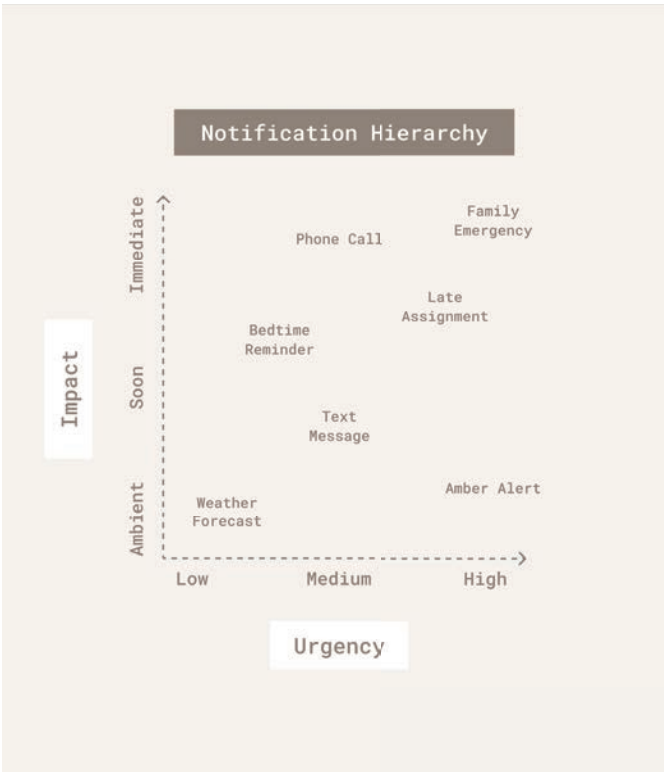 Notification Hierarchy
Immediate
Soon
Ambient
Impact
Family
Emergency
Phone Call
Late
Assignment
Bedtime
Reminder
Text
Message
Amber Alert
Weather
Forecast
Low
Medium
High
Urgency